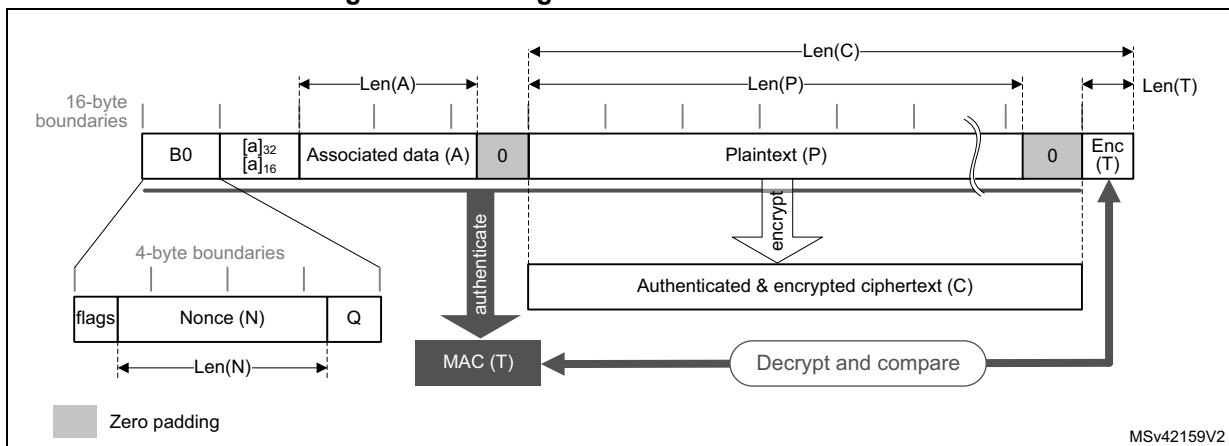 Len(C)
Len(A)
Len(P)
Len(T)
16-byte
boundaries
B0
[a]32
[a]16
Associated data (A)
0
Plaintext (P)
0
Enc
(T)
authenticate
encrypt
4-byte boundaries
Authenticated & encrypted ciphertext (C)
flags
Nonce (N)
Q
Len(N)
MAC (T)
Decrypt and compare
Zero padding
MSv42159V2